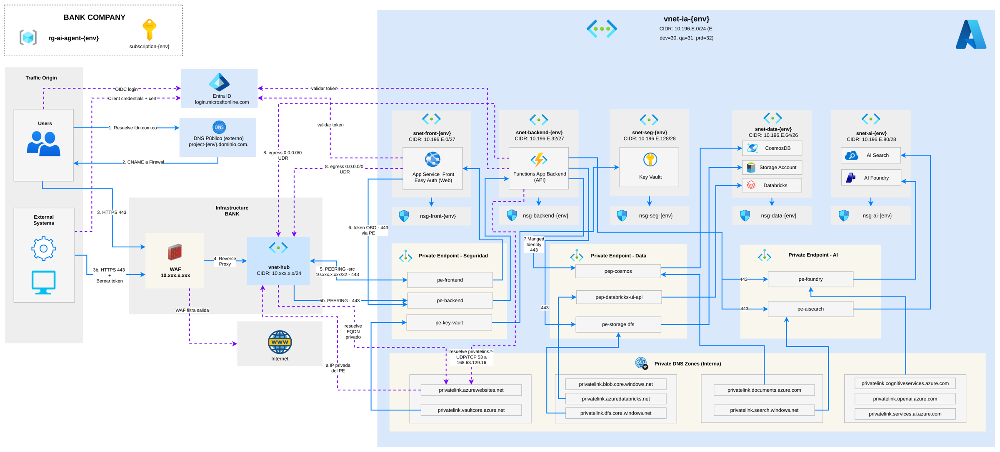 BANK COMPANY
rg-ai-agent-{env}
subscription-{env}
vnet-ia-{env}
CIDR: 10.196.E.0/24 (E:
dev=30, qa=31, prd=32)
Traffic Origin
OIDC login
Client credentials + cert
Entra ID
login.microsftonline.com
validar token
validar token
Users
1. Resuelve fdn.com.co
DNS
DNS Público (externo)
project-{env}.dominio.com.
2. CNAME a Firewal
8. egress 0.0.0.0/0
UDR
8. egress 0.0.0.0/0
UDR
snet-front-{env}
CIDR: 10.196.E.0/27
App Service  Front
Easy Auth (Web)
nsg-front-{env}
snet-backend-{env}
CIDR: 10.196.E.32/27
Functions App Backend
(API)
nsg-backend-{env}
snet-seg-{env}
CIDR: 10.196.E.128/28
Key Vaultt
nsg-seg-{env}
snet-data-{env}
CIDR: 10.196.E.64/26
CosmosDB
Storage Account
Databricks
nsg-data-{env}
snet-ai-{env}
CIDR: 10.196.E.80/28
AI Search
AI Foundry
nsg-ai-{env}
External
Systems
3. HTTPS 443
3b. HTTPS 443
+
Berear token
Infrastructure
BANK
WAF
10.xxx.x.xxx
4. Reverse
Proxy
vnet-hub
CIDR: 10.xxx.x.x/24
WAF filtra salida
WWW
Internet
6. token OBO - 443
via PE
5. PEERING -src
10.xxx.x.xxx/32 - 443
5b. PEERING - 443
resuelve
FQDN
privado
a IP privada
del PE
7.Manged
Identity
443
443
Private Endpoint - Seguridad
pe-frontend
pe-backend
pe-key-vault
Private Endpoint - Data
pep-cosmos
pep-databricks-ui-api
pe-storage dfs
Private Endpoint - AI
443
pe-foundry
443
pe-aisearch
resuelve privatelink.*-
UDP/TCP 53 a
168.63.129.16
DNS
Private DNS Zones (Interna)
privatelink.azurewebsites.net
privatelink.vaultcore.azure.net
privatelink.blob.core.windows.net
privatelink.azuredatabricks.net
privatelink.dfs.core.windows.net
privatelink.documents.azure.com
privatelink.search.windows.net
privatelink.cognitiveservices.azure.com
privatelink.openai.azure.com
privatelink.services.ai.azure.com